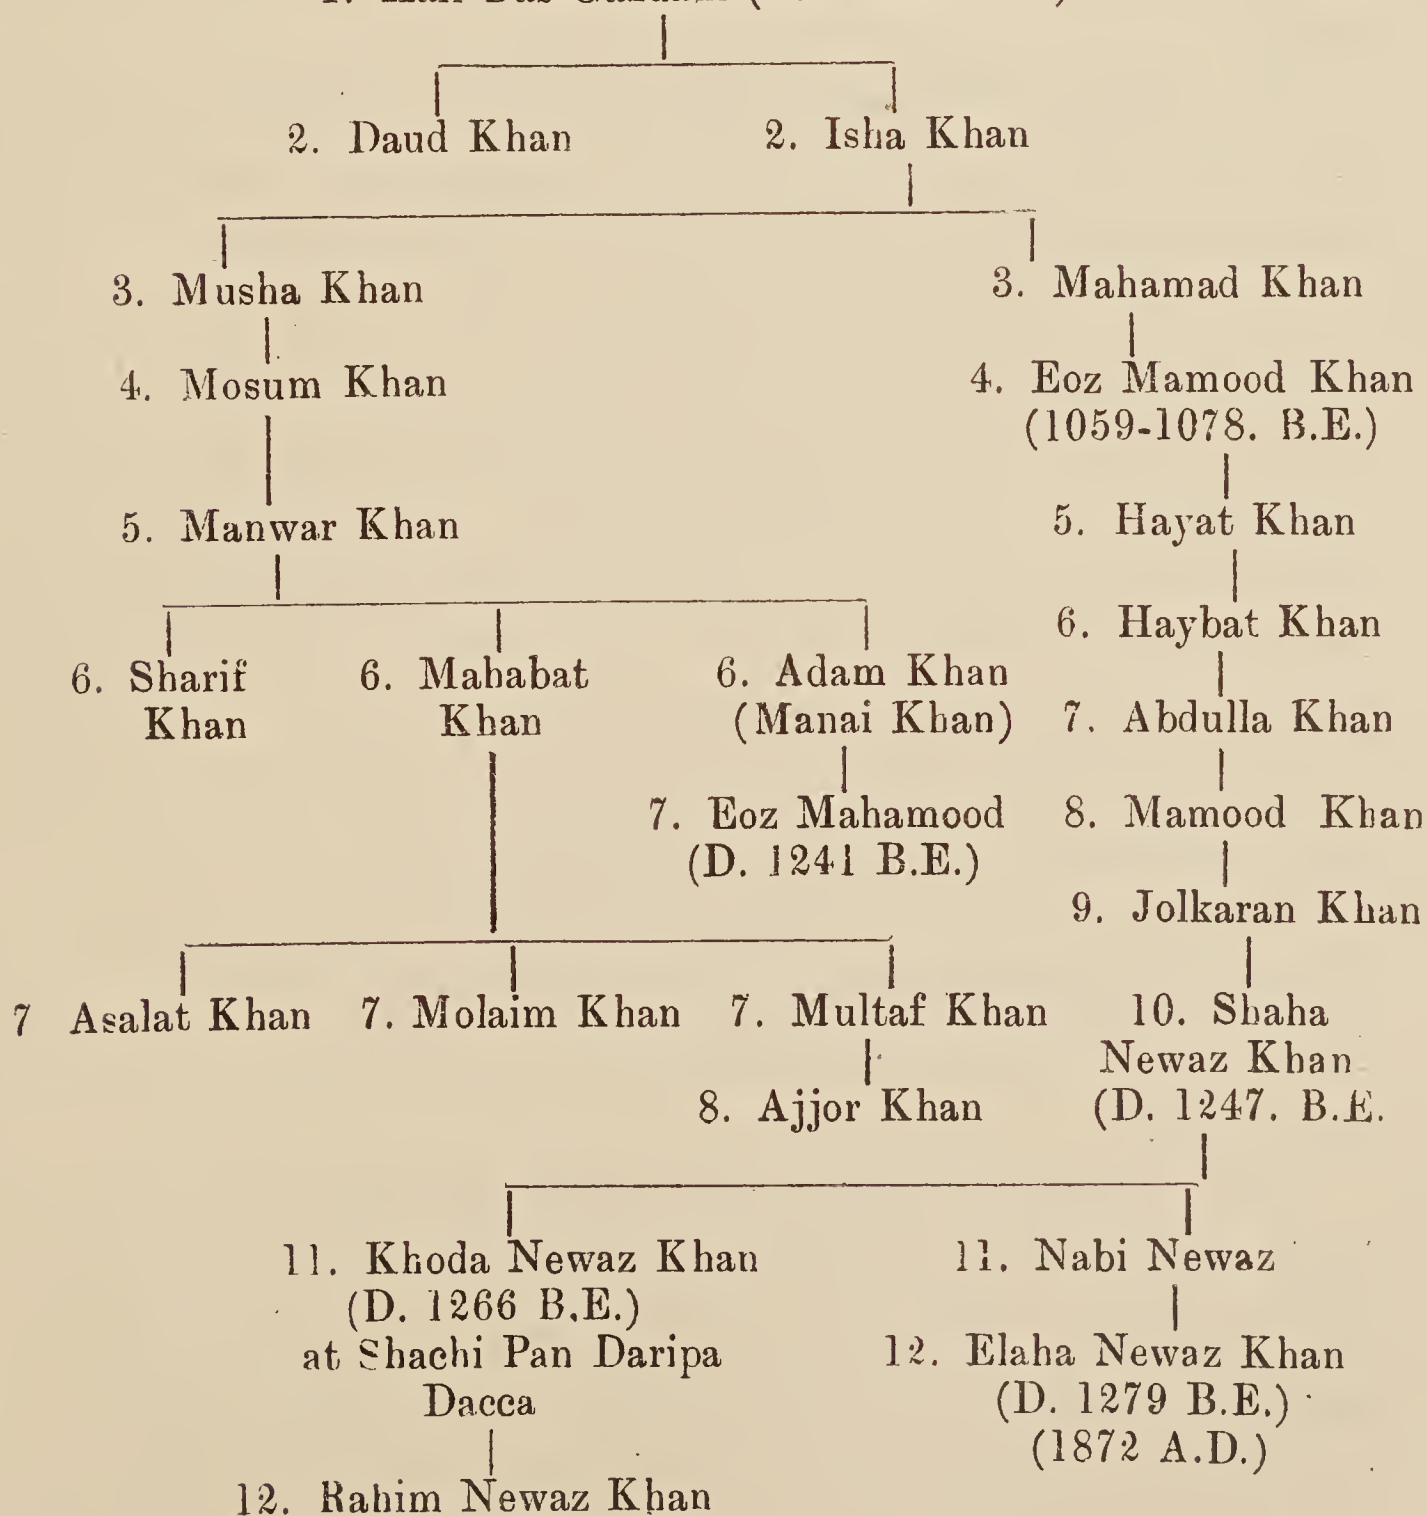 2. Daud Khan 2. Isha Khan
3. Musha Khan 3. Mahamad Khan
4. Mosum Khan 4. Eoz Mamood Khan
(1059-1078. B.E.)
5. Manwar Khan 5. Hayat Khan
6. Haybat Khan
6. Sharif 6. Mahabat 6. Adam Khan
Khan Khan (Manai Khan) 7. Abdulla Khan
7. Eoz Mahamood 8. Mamood Khan
(D. 1241 B.E.)
9. Jolkaran Khan
7 Asalat Khan 7. Molaim Khan 7. Multaf Khan 10. Shaha
Newaz Khan
8. Ajjor Khan (D. 1247. B.E.
11. Khoda Newaz Khan 11. Nabi Newaz
(D. 1266 B.E.)
at Shachi Pan Daripa 12. Elaha Newaz Khan
Dacca (D. 1279 B.E.)
(1872 A.D.)
12. Rahim Newaz Khan